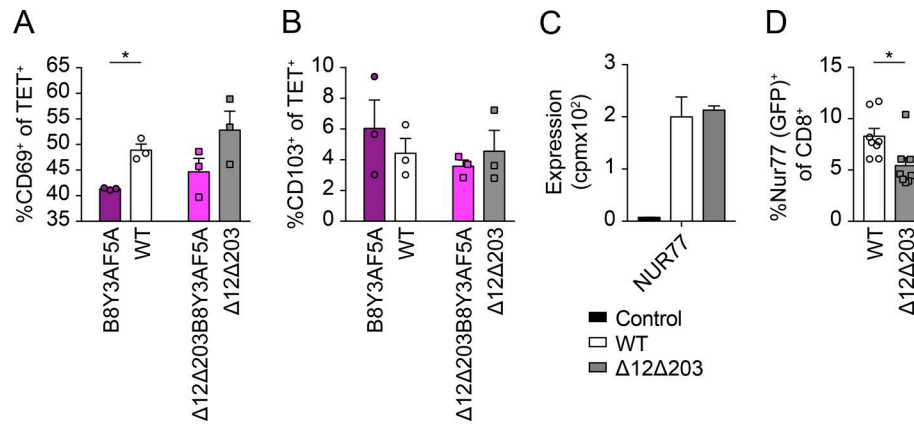 A
%CD69⁺ of TET⁺
65
60
55
50
45
40
35
*
B8Y3AF5A
WT
Δ12Δ203B8Y3AF5A
Δ12Δ203
B
%CD103⁺ of TET⁺
10
8
6
4
2
0
B8Y3AF5A
WT
Δ12Δ203B8Y3AF5A
Δ12Δ203
C
Expression
(cpmx10²)
3
2
1
0
NUR77
Control
WT
Δ12Δ203
D
%Nur77 (GFP)⁺
of CD8⁺
15
10
5
0
*
WT
Δ12Δ203